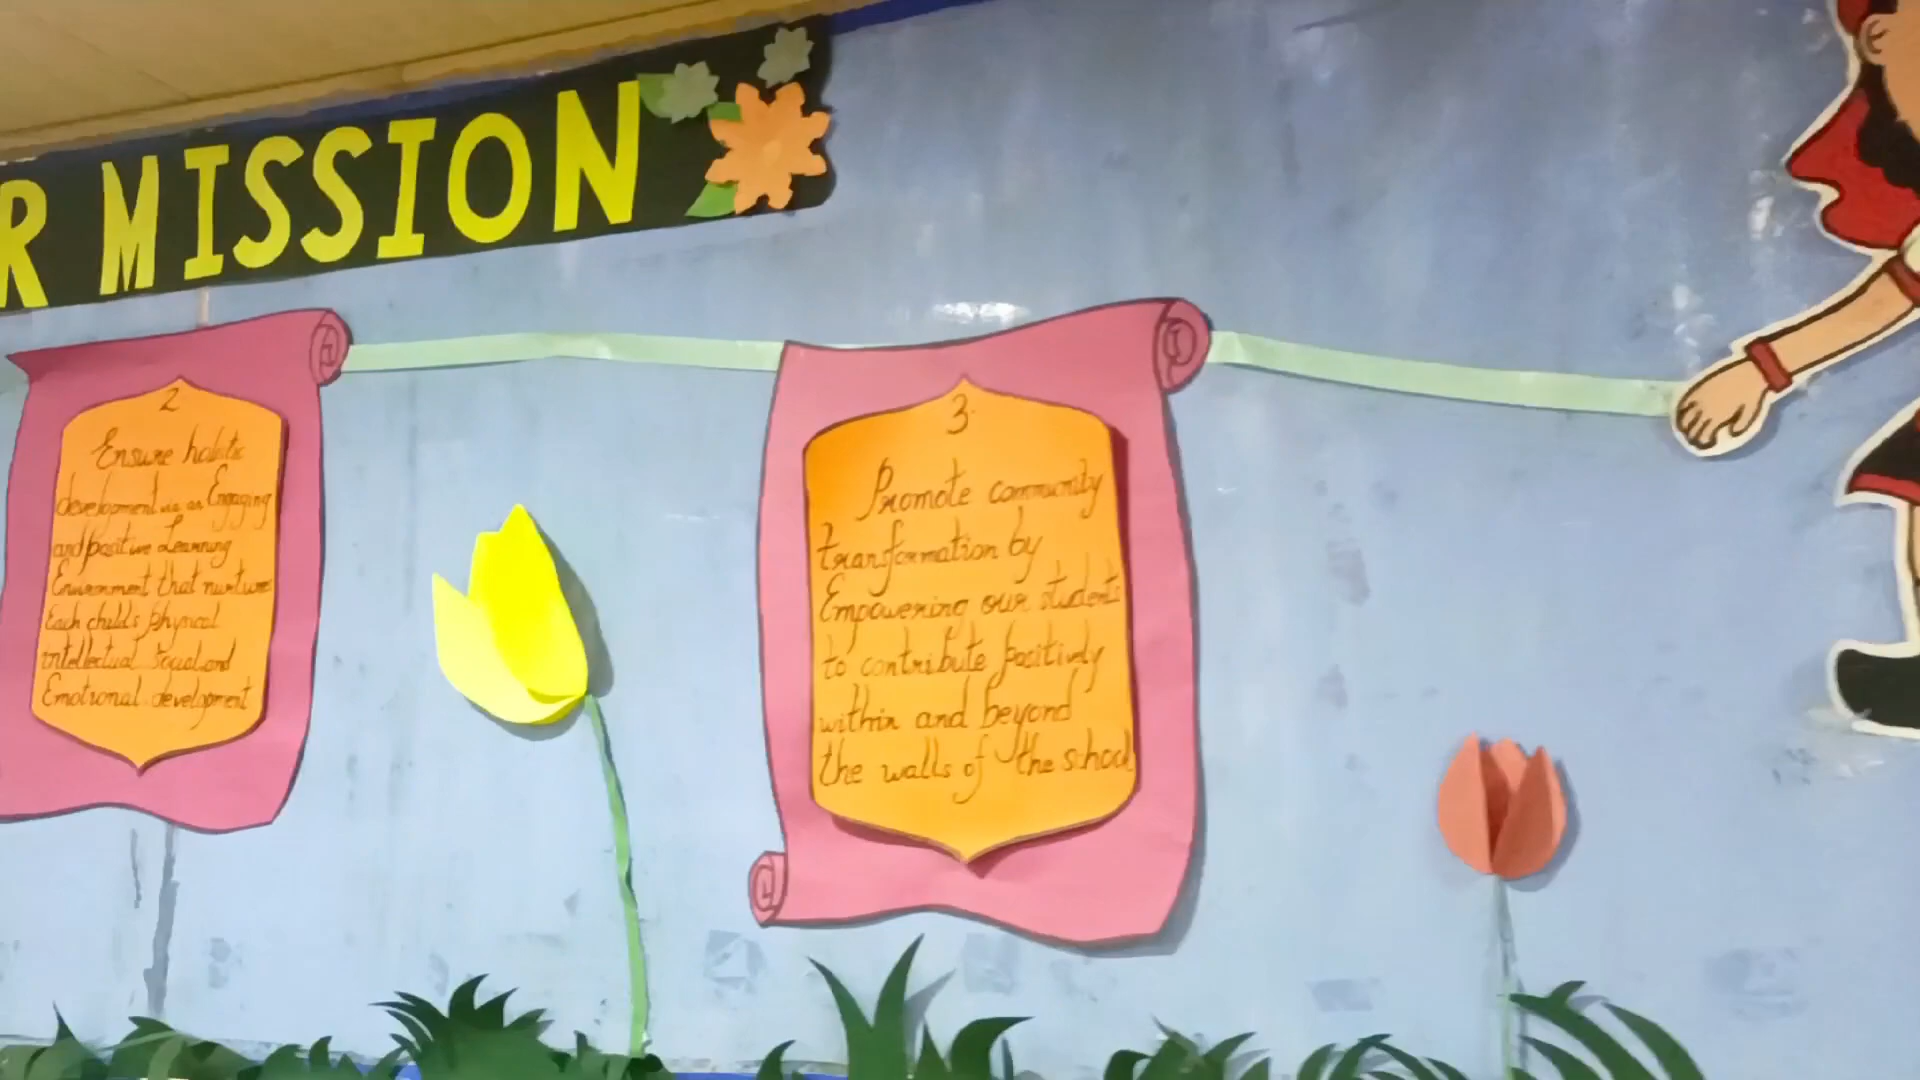 R MISSION
2
Ensure holistic
development via an Engaging
and positive Learning
Environment that nurtures
Each child's physical
intellectual social and
Emotional development
3.
Promote community
transformation by
Empowering our students
to contribute positively
within and beyond
the walls of the school